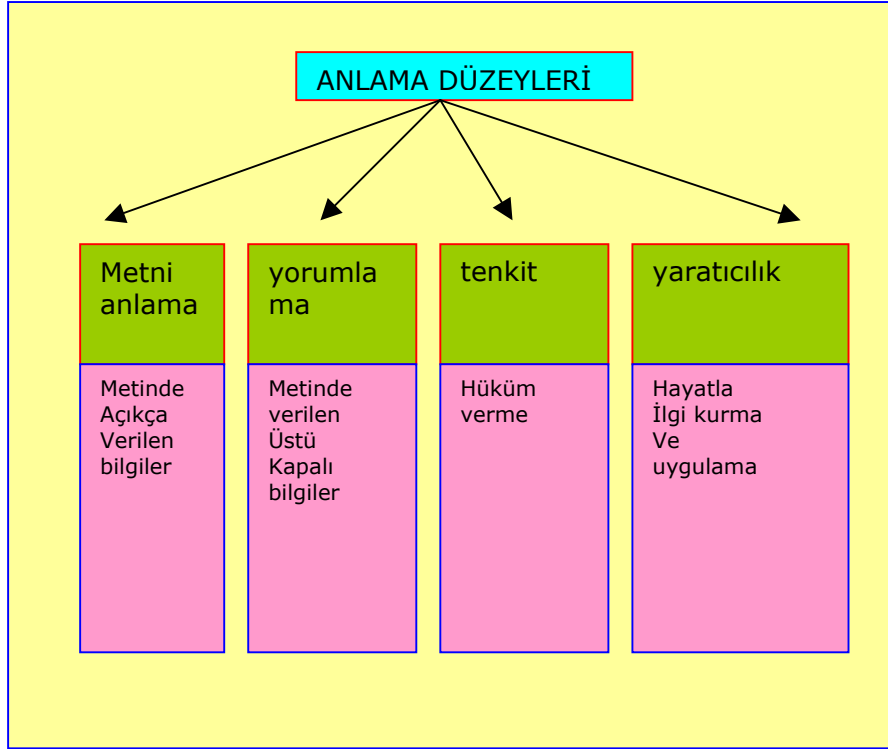 ANLAMA DÜZEYLERİ
Metni
anlama
yorumla
ma
tenkit
yaratıcılık
Metinde
Açıkça
Verilen
bilgiler
Metinde
verilen
Üstü
Kapalı
bilgiler
Hüküm
verme
Hayatla
İlgi kurma
Ve
uygulama